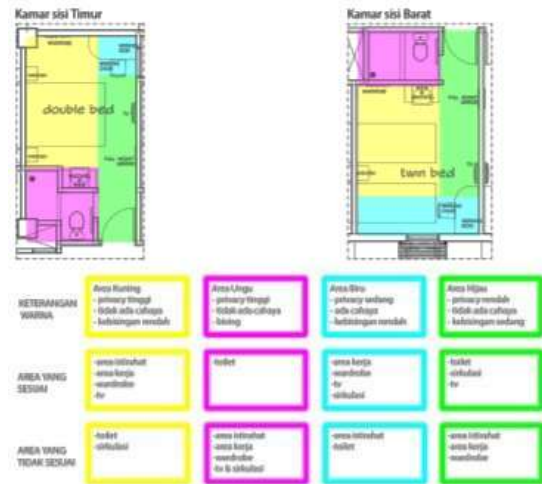 Kamar sisi Timur
Kamar sisi Barat
double bed
twin bed
KETERANGAN
WARNA
Area Kuning
- privacy tinggi
- tidak ada cahaya
- kebisingan rendah
Area Ungu
- privacy tinggi
- tidak ada cahaya
- bising
Area Biru
- privacy sedang
- ada cahaya
- kebisingan rendah
Area Hijau
- privacy rendah
- tidak ada cahaya
- kebisingan sedang
AREA YANG
SESUAI
-area istirahat
-area kerja
-wardrobe
-tv
-toilet
-area kerja
-wardrobe
-tv
-sirkulasi
-toilet
-sirkulasi
-tv
AREA YANG
TIDAK SESUAI
-toilet
-sirkulasi
-area istirahat
-area kerja
-wardrobe
-tv & sirkulasi
-area istirahat
-toilet
-area istirahat
-area kerja
-wardrobe